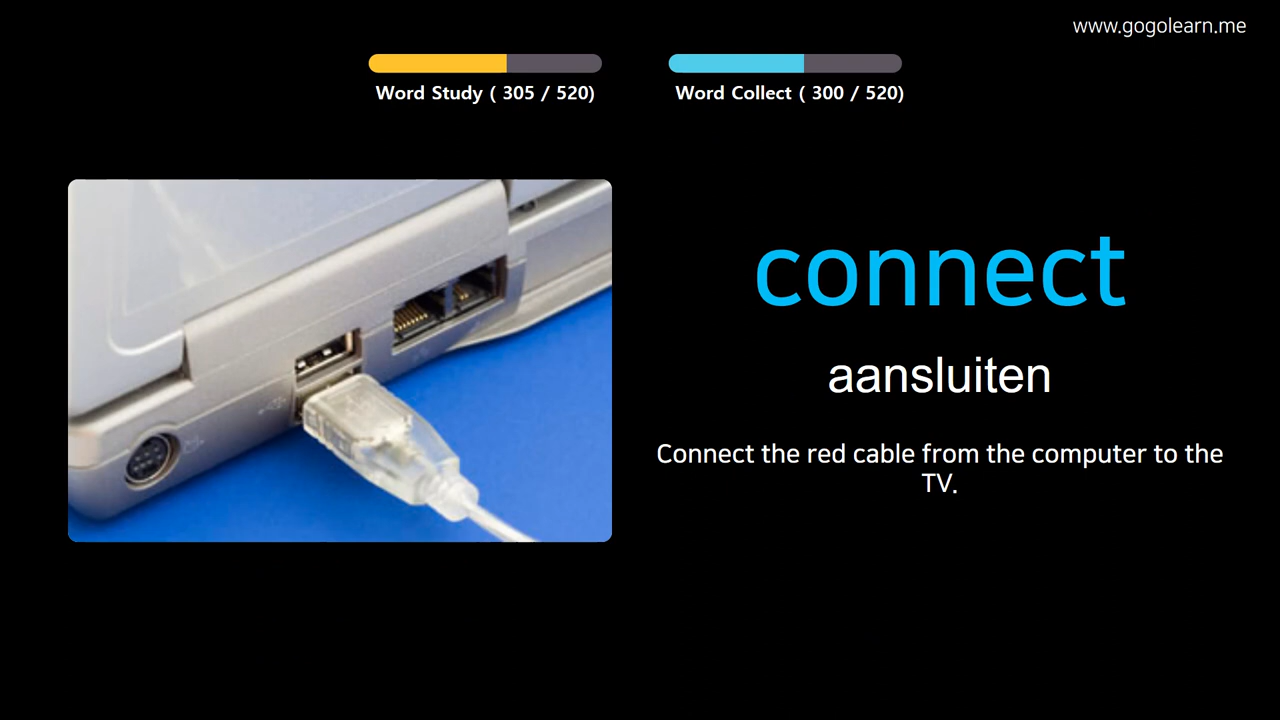 www.gogolearn.me
Word Study ( 305 / 520)
Word Collect ( 300 / 520)
connect
aansluiten
Connect the red cable from the computer to the
TV.